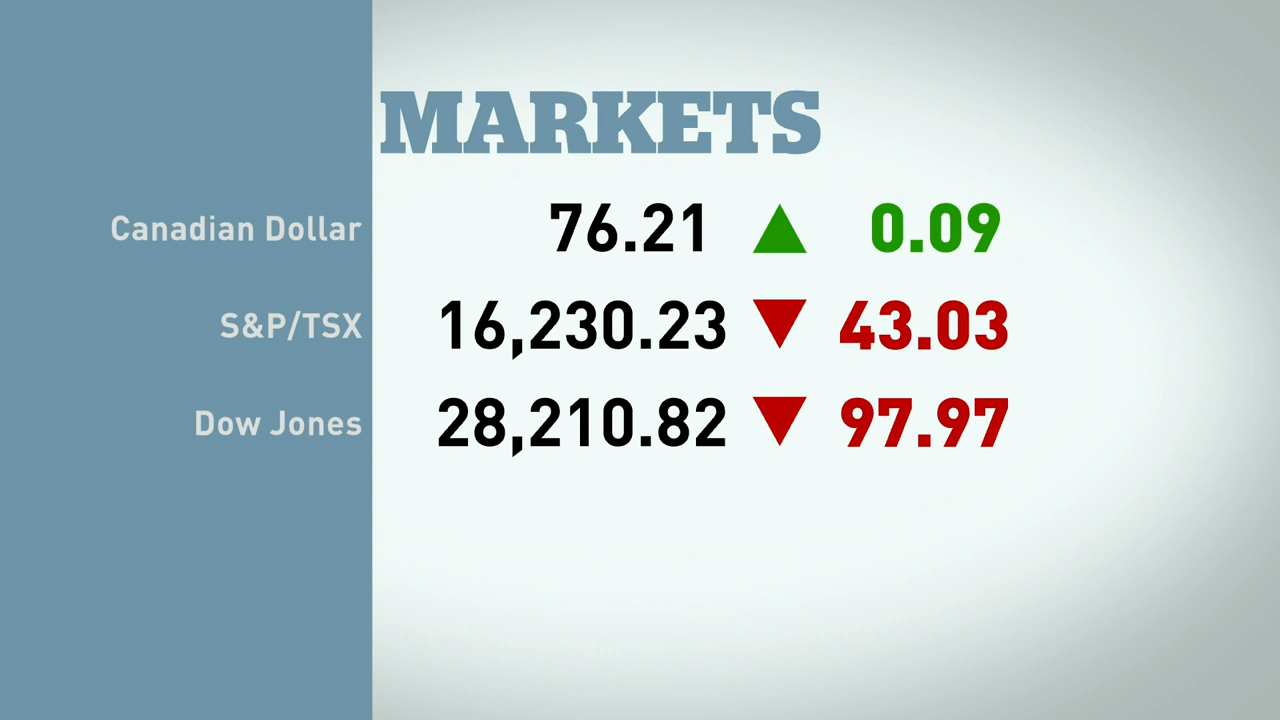 MARKETS
Canadian Dollar 76.21 ▲ 0.09
S&P/TSX 16,230.23 ▼ 43.03
Dow Jones 28,210.82 ▼ 97.97